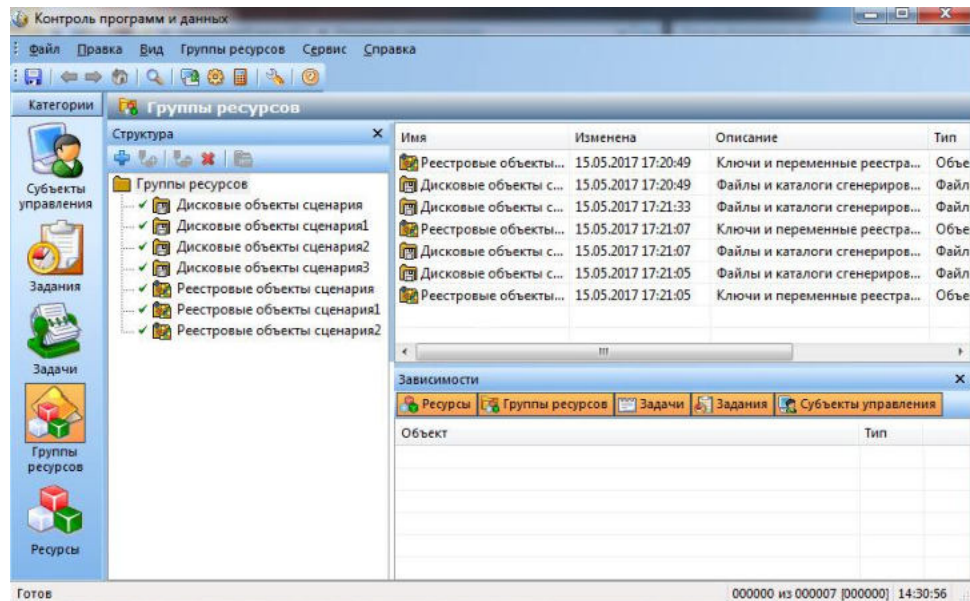 Контроль программ и данных
Файл Правка Вид Группы ресурсов Сервис Справка
Категории
Группы ресурсов
Субъекты управления
Задания
Задачи
Группы ресурсов
Ресурсы
Структура
Группы ресурсов
Дисковые объекты сценария
Дисковые объекты сценария1
Дисковые объекты сценария2
Дисковые объекты сценария3
Реестровые объекты сценария
Реестровые объекты сценария1
Реестровые объекты сценария2
Имя Изменена Описание Тип
Реестровые объекты... 15.05.2017 17:20:49 Ключи и переменные реестра... Объе
Дисковые объекты с... 15.05.2017 17:20:49 Файлы и каталоги сгенериров... Файл
Дисковые объекты с... 15.05.2017 17:21:33 Файлы и каталоги сгенериров... Файл
Реестровые объекты... 15.05.2017 17:21:07 Ключи и переменные реестра... Объе
Дисковые объекты с... 15.05.2017 17:21:07 Файлы и каталоги сгенериров... Файл
Дисковые объекты с... 15.05.2017 17:21:05 Файлы и каталоги сгенериров... Файл
Реестровые объекты... 15.05.2017 17:21:05 Ключи и переменные реестра... Объе
Зависимости
Ресурсы Группы ресурсов Задачи Задания Субъекты управления
Объект Тип
Готов 000000 из 000007 [000000] 14:30:56